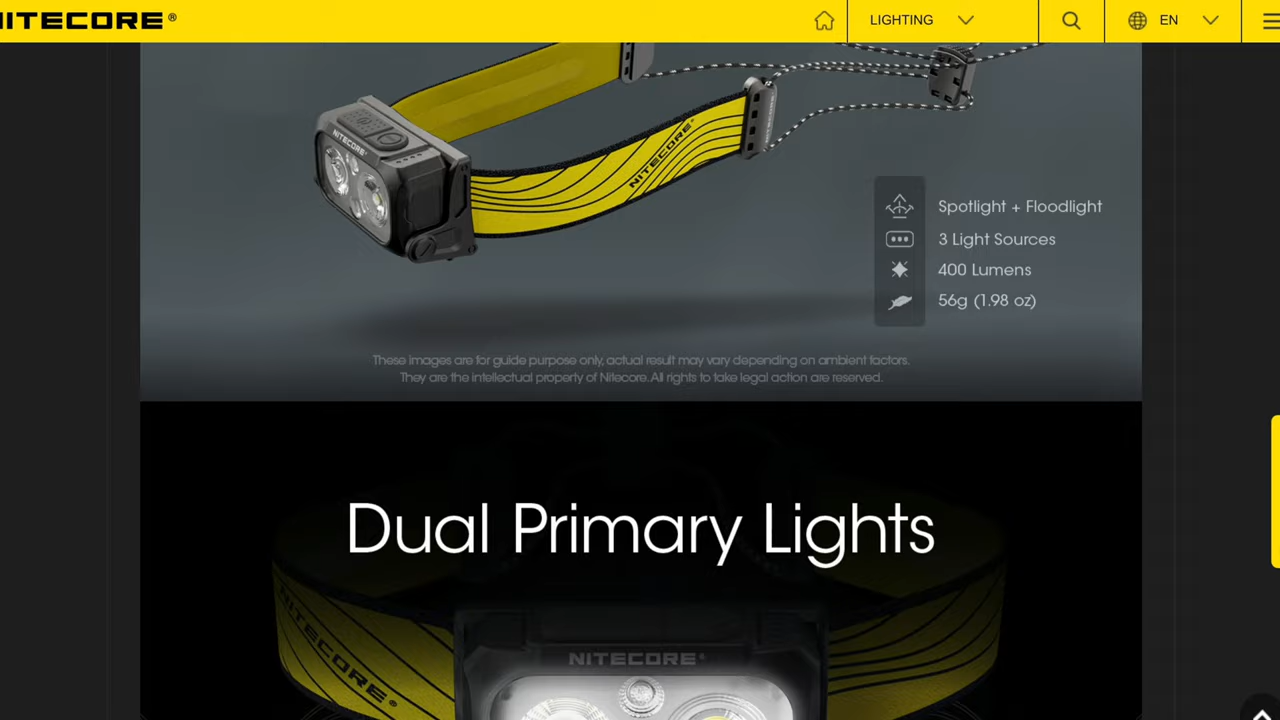 NITECORE®
LIGHTING
EN
NITECORE®
NITECORE®
Spotlight + Floodlight
3 Light Sources
400 Lumens
56g (1.98 oz)
These images are for guide purpose only, actual result may vary depending on ambient factors.
They are the intellectual property of Nitecore. All rights to take legal action are reserved.
Dual Primary Lights
NITECORE®
NITECORE®